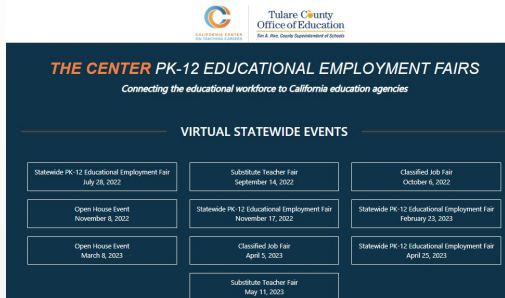 CALIFORNIA CENTER
ON TEACHING CAREERS
Tulare County
Office of Education
Tim A. Hire, County Superintendent of Schools
THE CENTER PK-12 EDUCATIONAL EMPLOYMENT FAIRS
Connecting the educational workforce to California education agencies
VIRTUAL STATEWIDE EVENTS
Statewide PK-12 Educational Employment Fair
July 28, 2022
Substitute Teacher Fair
September 14, 2022
Classified Job Fair
October 6, 2022
Open House Event
November 8, 2022
Statewide PK-12 Educational Employment Fair
November 17, 2022
Statewide PK-12 Educational Employment Fair
February 23, 2023
Open House Event
March 8, 2023
Classified Job Fair
April 5, 2023
Statewide PK-12 Educational Employment Fair
April 25, 2023
Substitute Teacher Fair
May 11, 2023